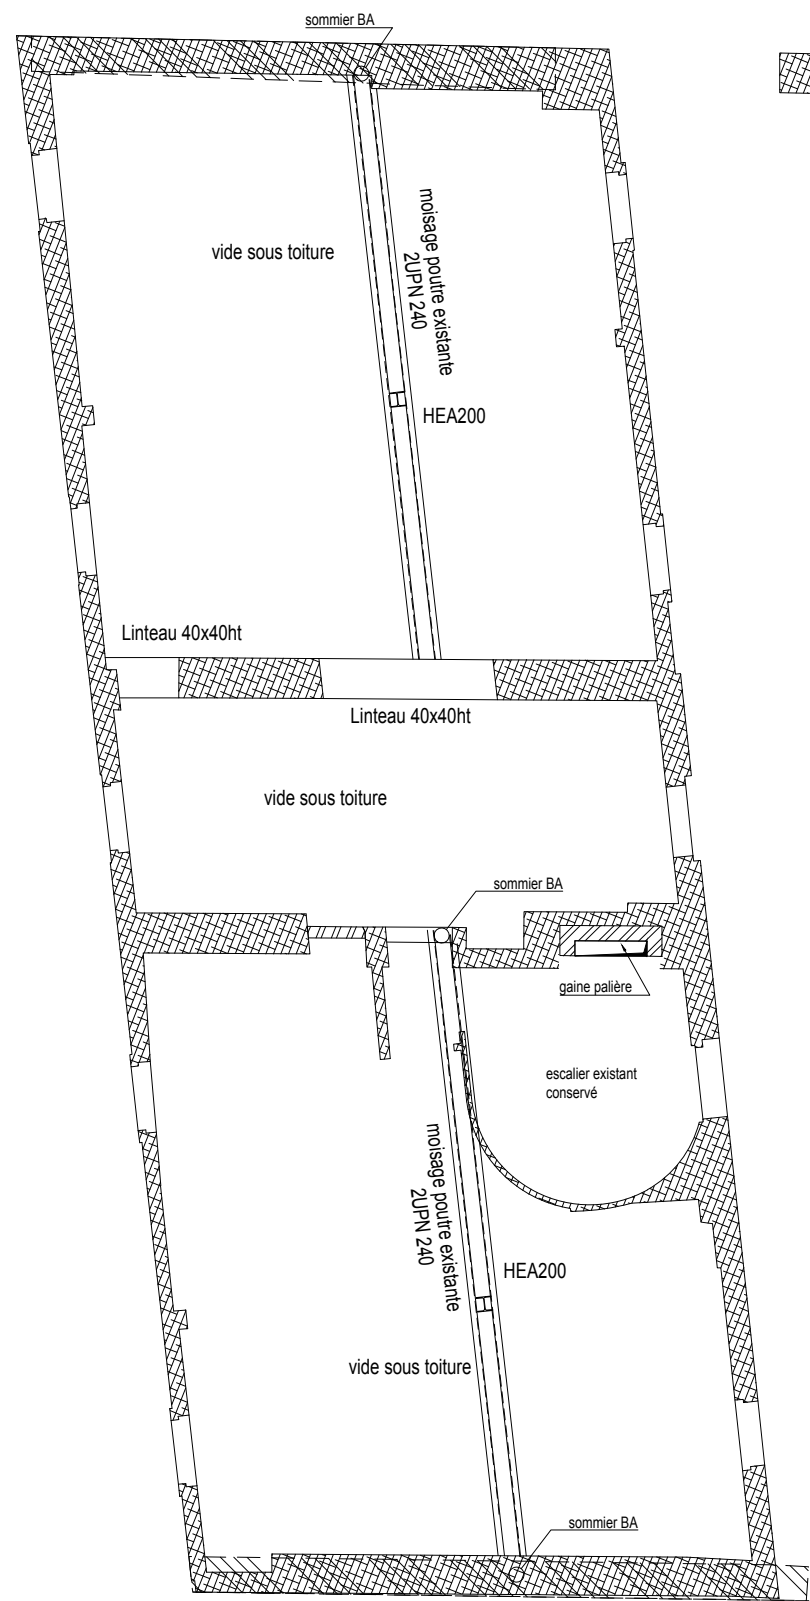 sommier BA
vide sous toiture
moisage poutre existante
2UPN 240
HEA200
Linteau 40x40ht
Linteau 40x40ht
vide sous toiture
sommier BA
gaine palière
escalier existant
conservé
moisage poutre existante
2UPN 240
HEA200
vide sous toiture
sommier BA